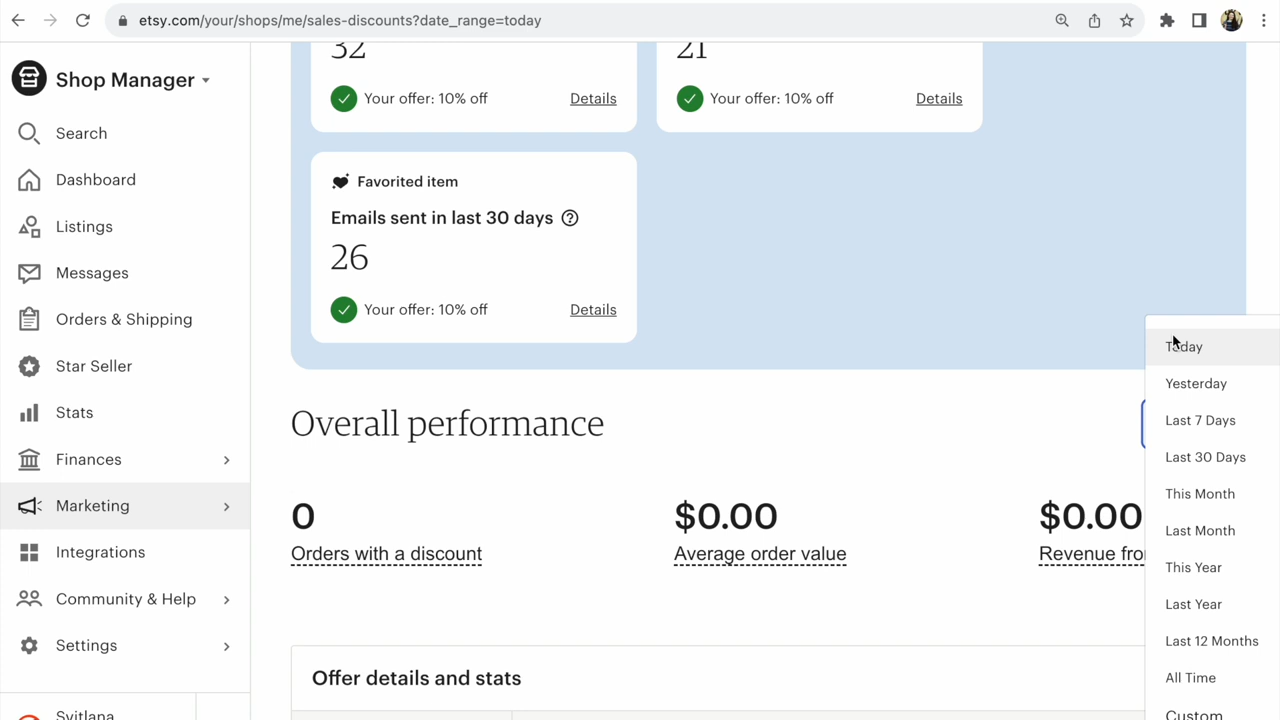 etsy.com/your/shops/me/sales-discounts?date_range=today
Shop Manager
Search
Dashboard
Listings
Messages
Orders & Shipping
Star Seller
Stats
Finances
Marketing
Integrations
Community & Help
Settings
Svitlana
32
Your offer: 10% off Details
21
Your offer: 10% off Details
Favorited item
Emails sent in last 30 days ?
26
Your offer: 10% off Details
Overall performance
0
Orders with a discount
$0.00
Average order value
$0.00
Revenue fro
Offer details and stats
Today
Yesterday
Last 7 Days
Last 30 Days
This Month
Last Month
This Year
Last Year
Last 12 Months
All Time
Custom